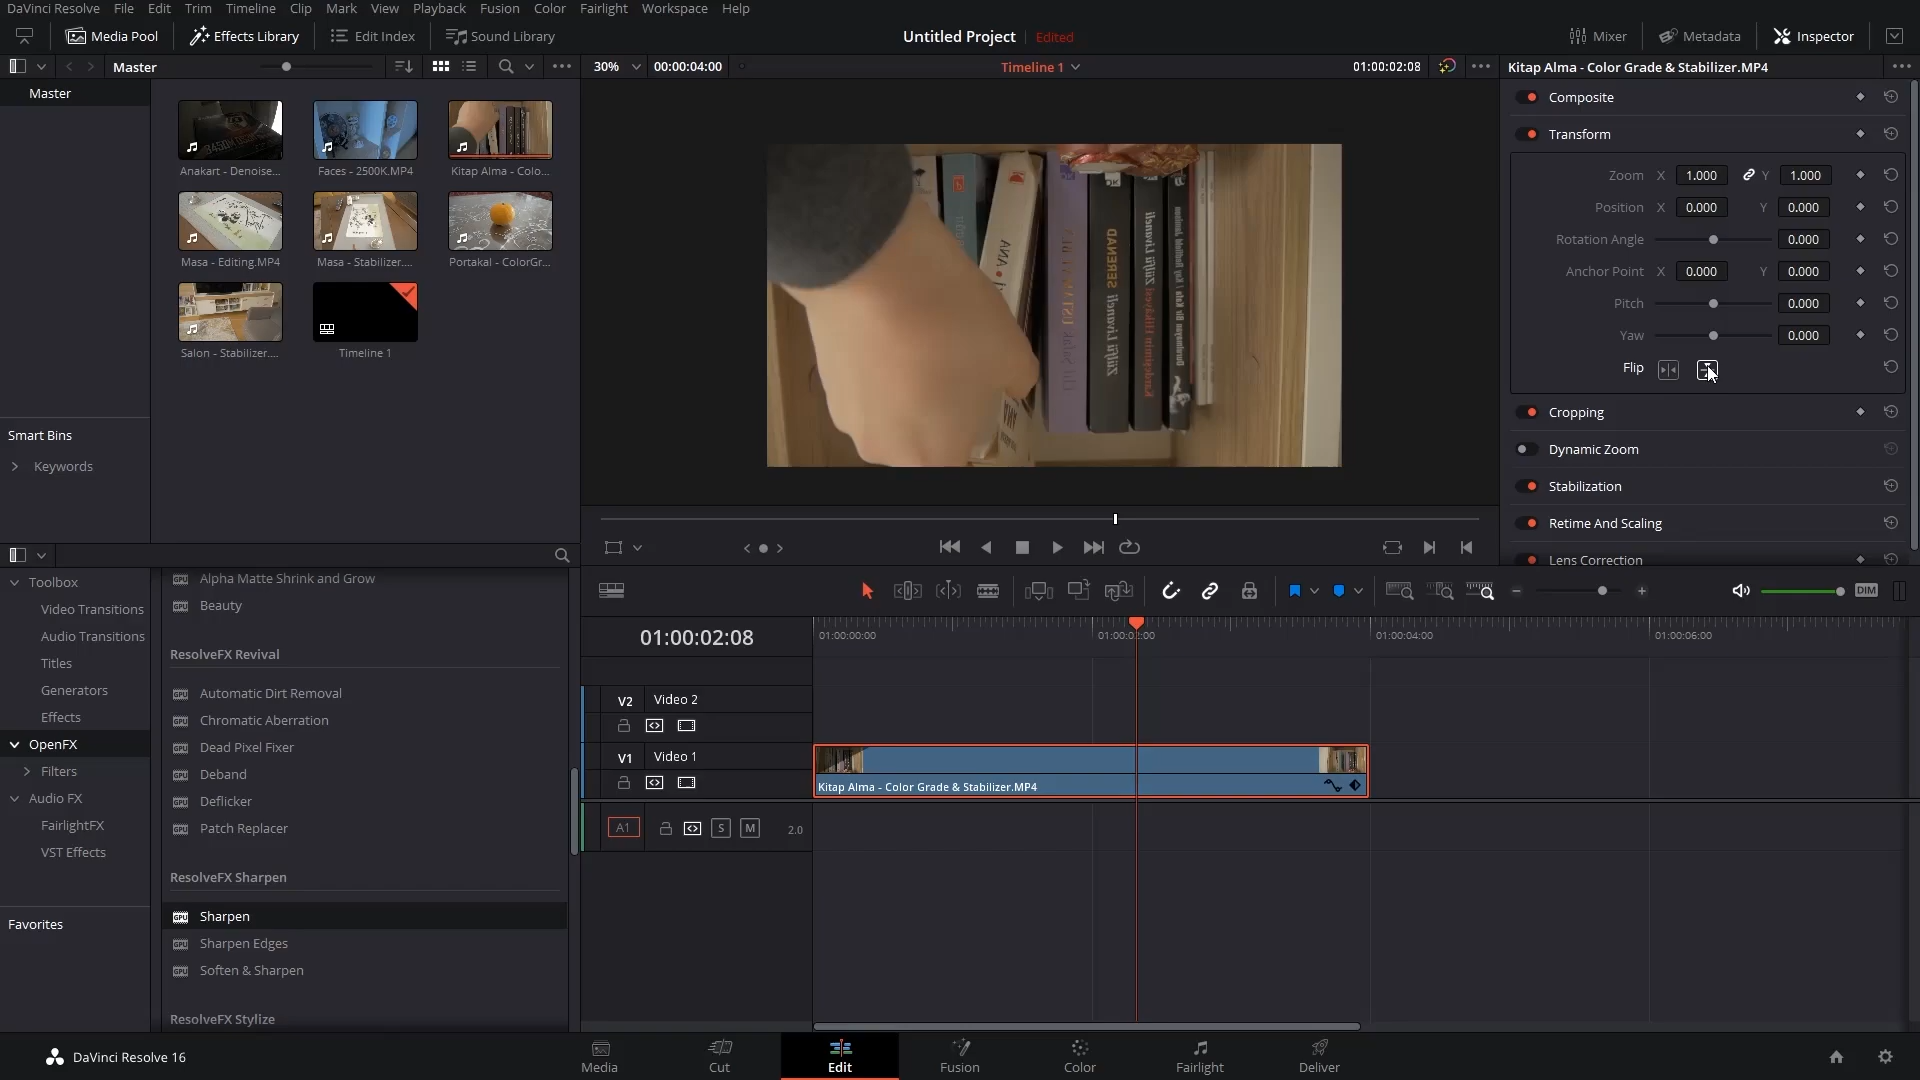 DaVinci Resolve File Edit Trim Timeline Clip Mark View Playback Fusion Color Fairlight Workspace Help
Media Pool Effects Library Edit Index Sound Library
Untitled Project Edited
Mixer Metadata Inspector
Master
30% 00:00:04:00 Timeline 1 01:00:02:08
Kitap Alma - Color Grade & Stabilizer.MP4
Master
Anakart - Denoise... Faces - 2500K.MP4 Kitap Alma - Colo...
Masa - Editing.MP4 Masa - Stabilizer.... Portakal - ColorGr...
Salon - Stabilizer.... Timeline 1
Smart Bins
Keywords
SERENAD
Zülfü Livaneli
Composite
Transform
Zoom X 1.000 Y 1.000
Position X 0.000 Y 0.000
Rotation Angle 0.000
Anchor Point X 0.000 Y 0.000
Pitch 0.000
Yaw 0.000
Flip
Cropping
Dynamic Zoom
Stabilization
Retime And Scaling
Lens Correction
Toolbox
Video Transitions
Audio Transitions
Titles
Generators
Effects
OpenFX
Filters
Audio FX
FairlightFX
VST Effects
Favorites
Alpha Matte Shrink and Grow
Beauty
ResolveFX Revival
Automatic Dirt Removal
Chromatic Aberration
Dead Pixel Fixer
Deband
Deflicker
Patch Replacer
ResolveFX Sharpen
Sharpen
Sharpen Edges
Soften & Sharpen
ResolveFX Stylize
DIM
01:00:02:08
01:00:00:00 01:00:04:00 01:00:06:00
V2 Video 2
V1 Video 1
Kitap Alma - Color Grade & Stabilizer.MP4
A1 S M 2.0
DaVinci Resolve 16
Media Cut Edit Fusion Color Fairlight Deliver